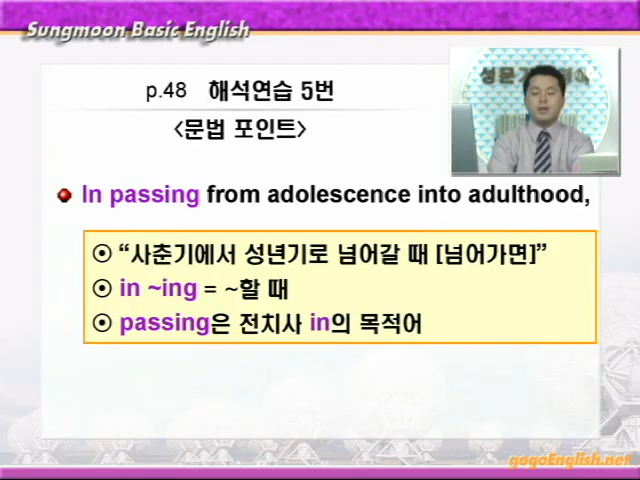 Sungmoon Basic English
p.48 해석연습 5번
<문법 포인트>
In passing from adolescence into adulthood,
⊙ “사춘기에서 성년기로 넘어갈 때 [넘어가면]”
⊙ in ~ing = ~할 때
⊙ passing은 전치사 in의 목적어
gogoEnglish.net